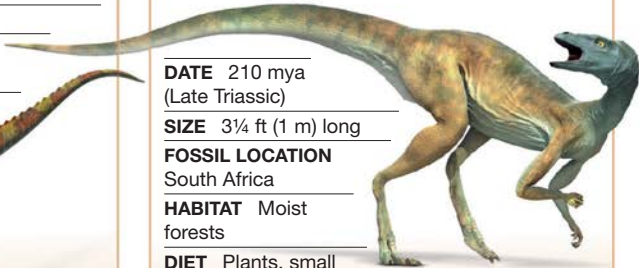 DATE 210 mya
(Late Triassic)
SIZE 3¼ ft (1 m) long
FOSSIL LOCATION
South Africa
HABITAT Moist
forests
DIET Plants, small